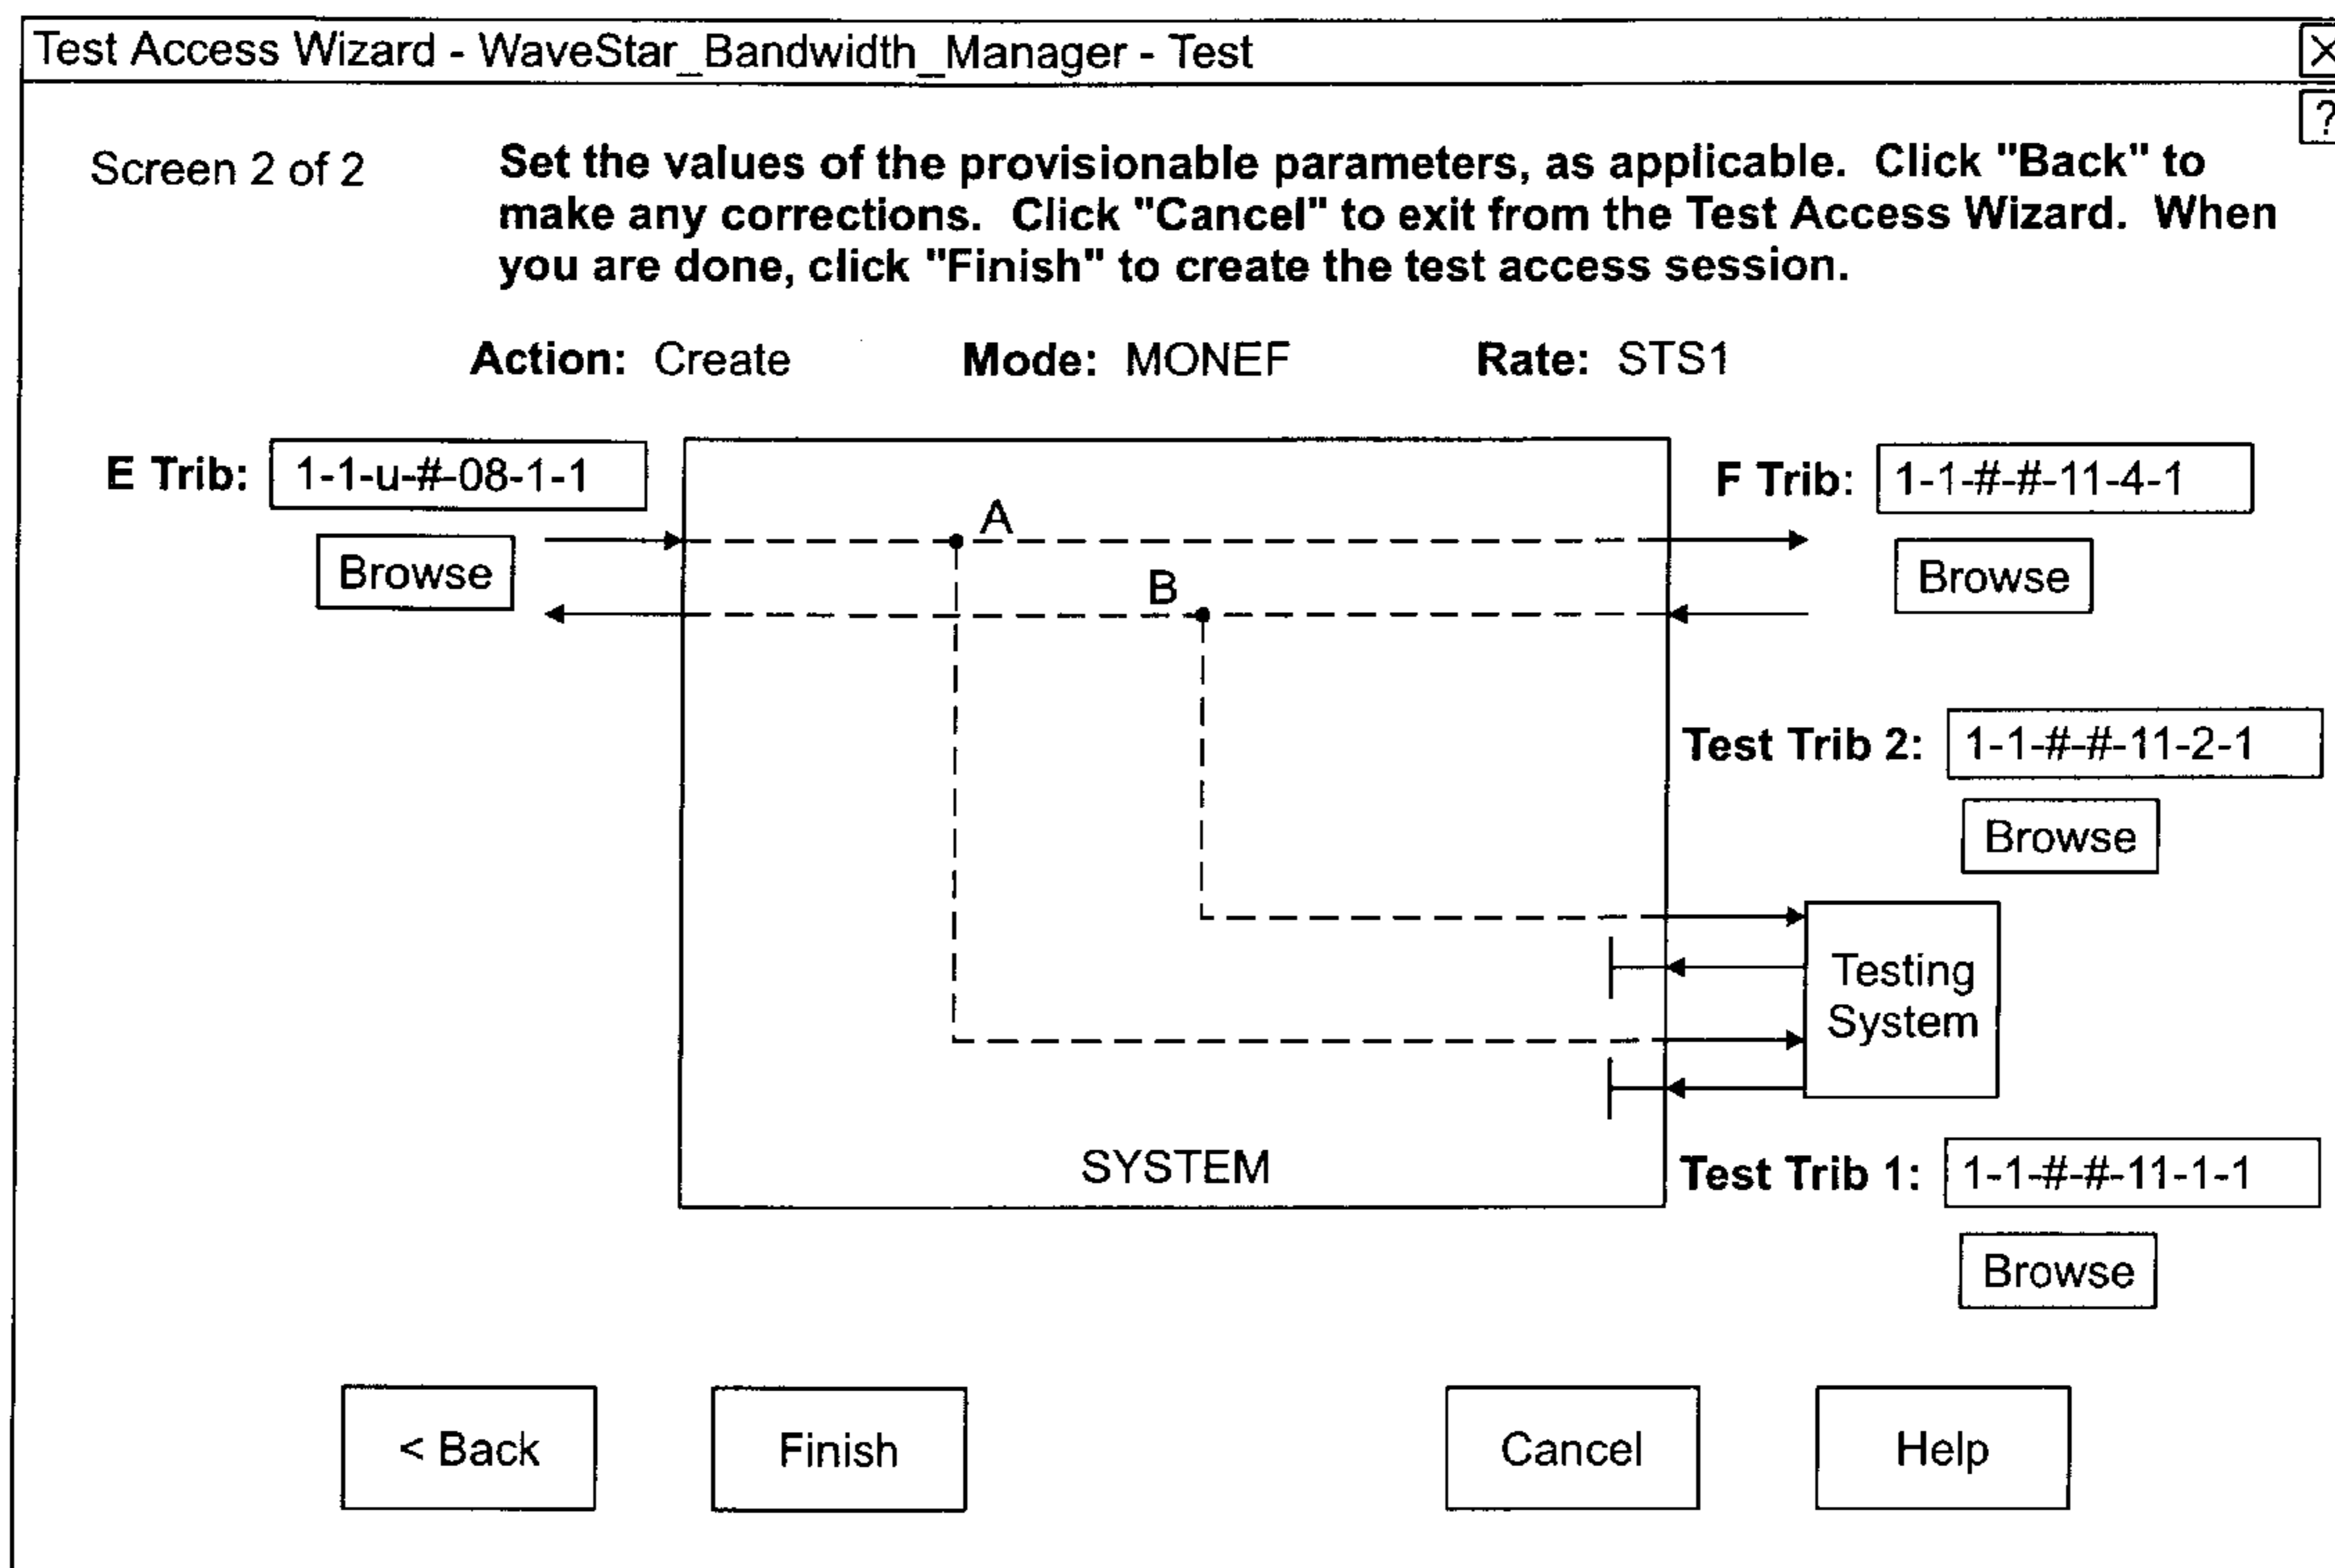 Test Access Wizard - WaveStar_Bandwidth_Manager - Test
X
?
Screen 2 of 2
Set the values of the provisionable parameters, as applicable. Click "Back" to
make any corrections. Click "Cancel" to exit from the Test Access Wizard. When
you are done, click "Finish" to create the test access session.
Action: Create Mode: MONEF Rate: STS1
E Trib: 1-1-u-#-08-1-1
F Trib: 1-1-#-#-11-4-1
A
Browse
B
Browse
Test Trib 2: 1-1-#-#-11-2-1
Browse
Testing
System
SYSTEM
Test Trib 1: 1-1-#-#-11-1-1
Browse
< Back
Finish
Cancel
Help